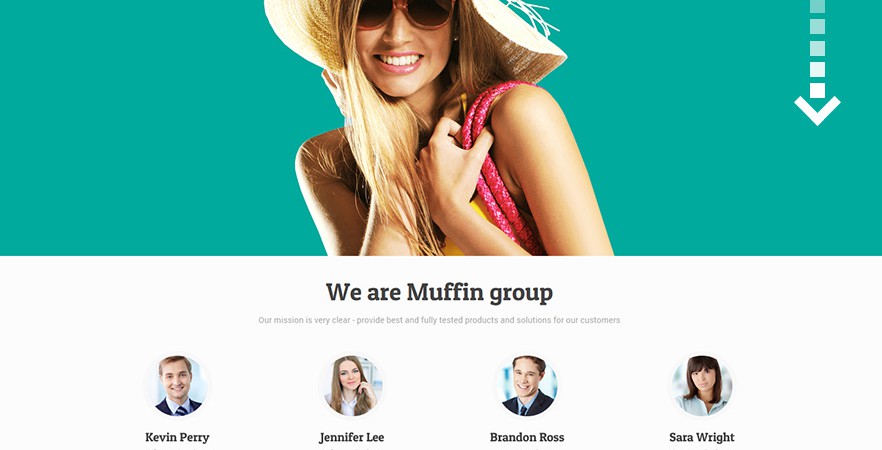 We are Muffin group
Our mission is very clear - provide best and fully tested products and solutions for our customers
Kevin Perry
Jennifer Lee
Brandon Ross
Sara Wright